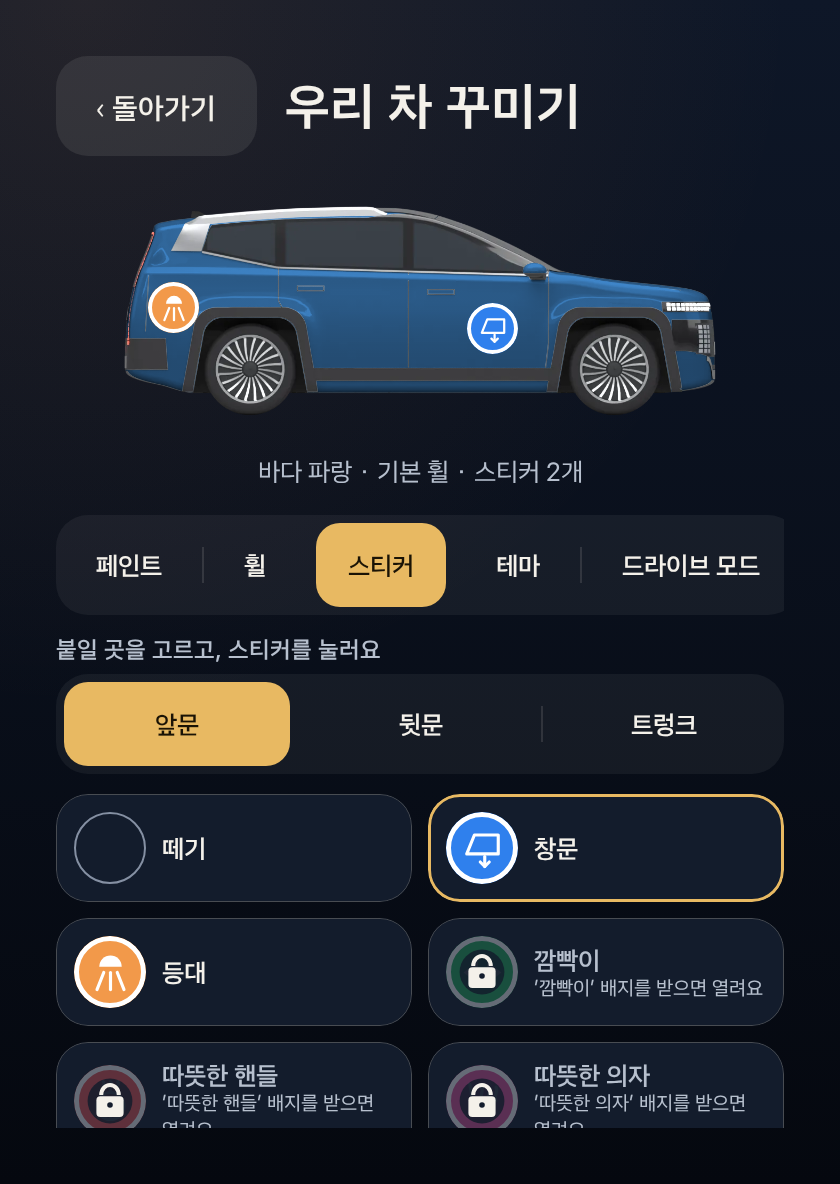 ‹ 돌아가기
우리 차 꾸미기
바다 파랑 · 기본 휠 · 스티커 2개
페인트
휠
스티커
테마
드라이브 모드
붙일 곳을 고르고, 스티커를 눌러요
앞문
뒷문
트렁크
떼기
창문
등대
깜빡이
'깜빡이' 배지를 받으면 열려요
따뜻한 핸들
'따뜻한 핸들' 배지를 받으면
따뜻한 의자
'따뜻한 의자' 배지를 받으면